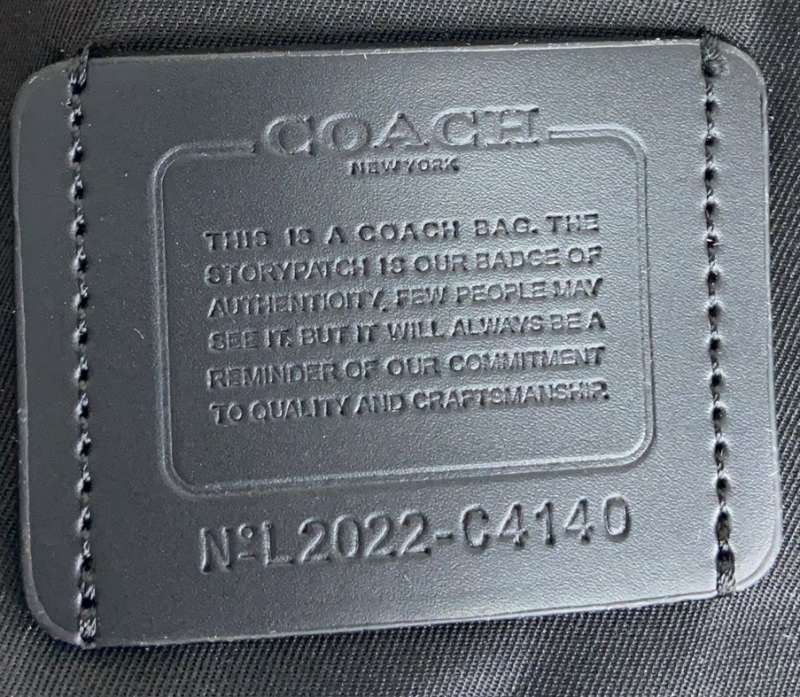 COACH
NEW YORK
THIS IS A COACH BAG. THE
STORYPATCH IS OUR BADGE OF
AUTHENTICITY. FEW PEOPLE MAY
SEE IT, BUT IT WILL ALWAYS BE A
REMINDER OF OUR COMMITMENT
TO QUALITY AND CRAFTSMANSHIP.
NºL2022-C4140